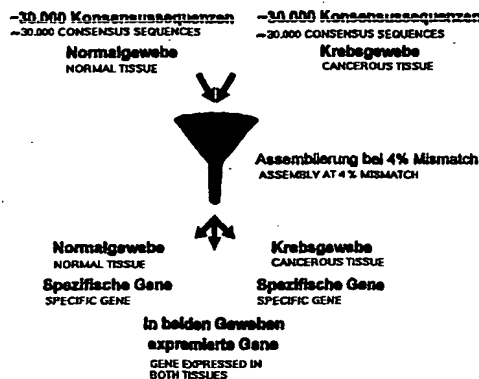 ~30.000 Konsensussequenzen
~30.000 CONSENSUS SEQUENCES
Normalgewebe
NORMAL TISSUE
~30.000 Konsensussequenzen
~30.000 CONSENSUS SEQUENCES
Krebsgewebe
CANCEROUS TISSUE
Assemblierung bei 4% Mismatch
ASSEMBLY AT 4 % MISMATCH
Normalgewebe
NORMAL TISSUE
Spezifische Gene
SPECIFIC GENE
Krebsgewebe
CANCEROUS TISSUE
Spezifische Gene
SPECIFIC GENE
In beiden Geweben
expremierte Gene
GENE EXPRESSED IN
BOTH TISSUES